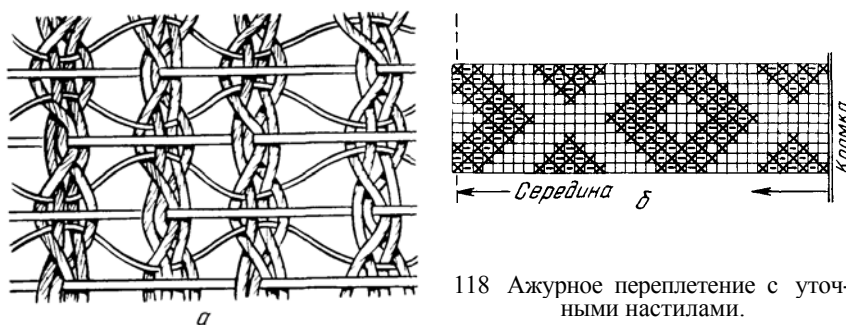 Кромка
Середина
а
б
118 Ажурное переплетение с уточ-
ными настилами.